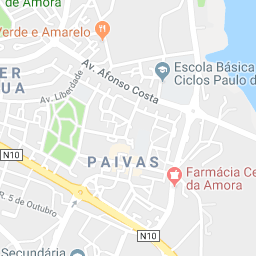 de Amora
Verde e Amarelo
Av. Afonso Costa
Escola Básica
Ciclos Paulo d
Av. Liberdade
ER
UA
N10
PAIVAS
Farmácia Ce
da Amora
R. 5 de Outubro
N10
Secundária